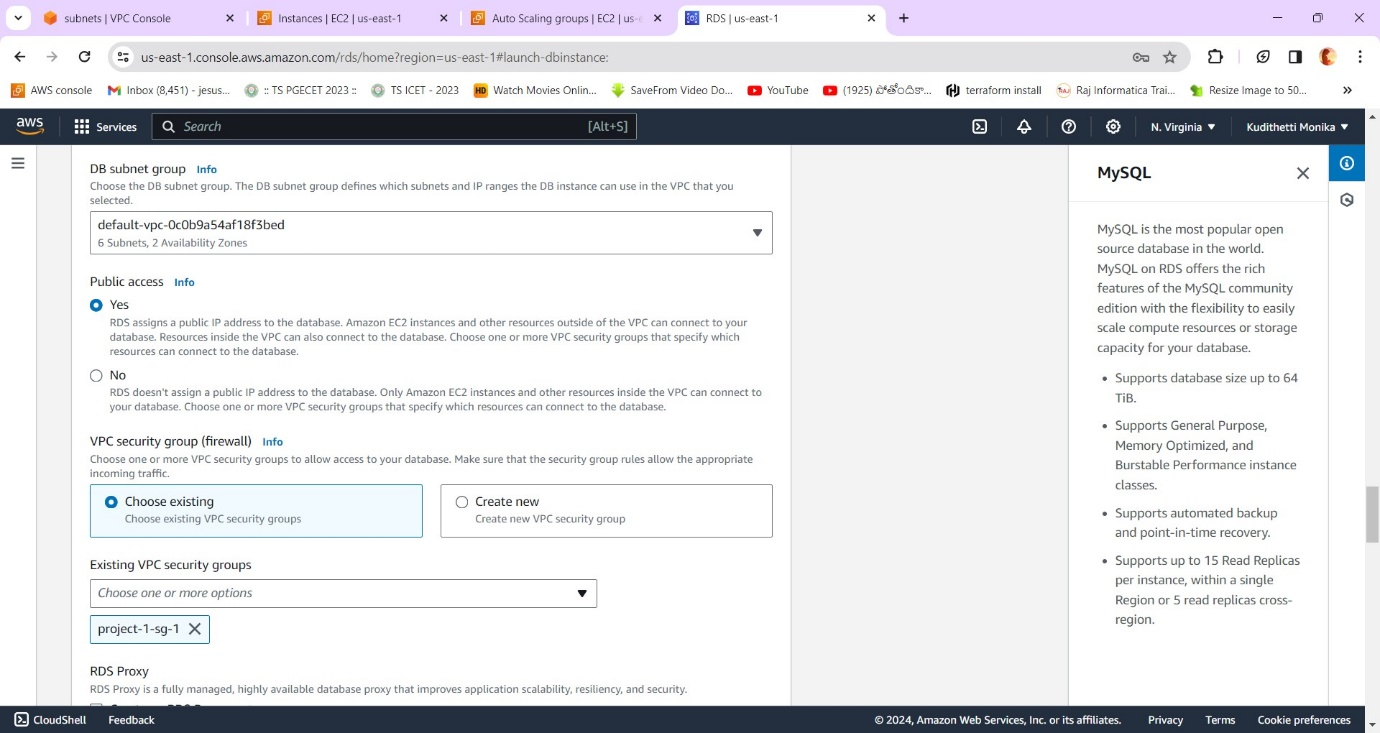 subnets | VPC Console
Instances | EC2 | us-east-1
Auto Scaling groups | EC2 | us-e
RDS | us-east-1
us-east-1.console.aws.amazon.com/rds/home?region=us-east-1#launch-dbinstance:
AWS console
Inbox (8,451) - jesus...
:: TS PGECET 2023 ::
TS ICET - 2023
HD Watch Movies Onlin...
SaveFrom Video Do...
YouTube
(1925)
terraform install
Raj Informatica Trai...
Resize Image to 50...
aws
Services
Search
[Alt+S]
N. Virginia
Kudithetti Monika
DB subnet group Info
Choose the DB subnet group. The DB subnet group defines which subnets and IP ranges the DB instance can use in the VPC that you
selected.
default-vpc-0c0b9a54af18f3bed
6 Subnets, 2 Availability Zones
Public access Info
Yes
RDS assigns a public IP address to the database. Amazon EC2 instances and other resources outside of the VPC can connect to your
database. Resources inside the VPC can also connect to the database. Choose one or more VPC security groups that specify which
resources can connect to the database.
No
RDS doesn't assign a public IP address to the database. Only Amazon EC2 instances and other resources inside the VPC can connect to
your database. Choose one or more VPC security groups that specify which resources can connect to the database.
VPC security group (firewall) Info
Choose one or more VPC security groups to allow access to your database. Make sure that the security group rules allow the appropriate
incoming traffic.
Choose existing
Choose existing VPC security groups
Create new
Create new VPC security group
Existing VPC security groups
Choose one or more options
project-1-sg-1
RDS Proxy
RDS Proxy is a fully managed, highly available database proxy that improves application scalability, resiliency, and security.
MySQL
MySQL is the most popular open
source database in the world.
MySQL on RDS offers the rich
features of the MySQL community
edition with the flexibility to easily
scale compute resources or storage
capacity for your database.
• Supports database size up to 64
TiB.
• Supports General Purpose,
Memory Optimized, and
Burstable Performance instance
classes.
• Supports automated backup
and point-in-time recovery.
• Supports up to 15 Read Replicas
per instance, within a single
Region or 5 read replicas cross-
region.
CloudShell
Feedback
© 2024, Amazon Web Services, Inc. or its affiliates.
Privacy
Terms
Cookie preferences